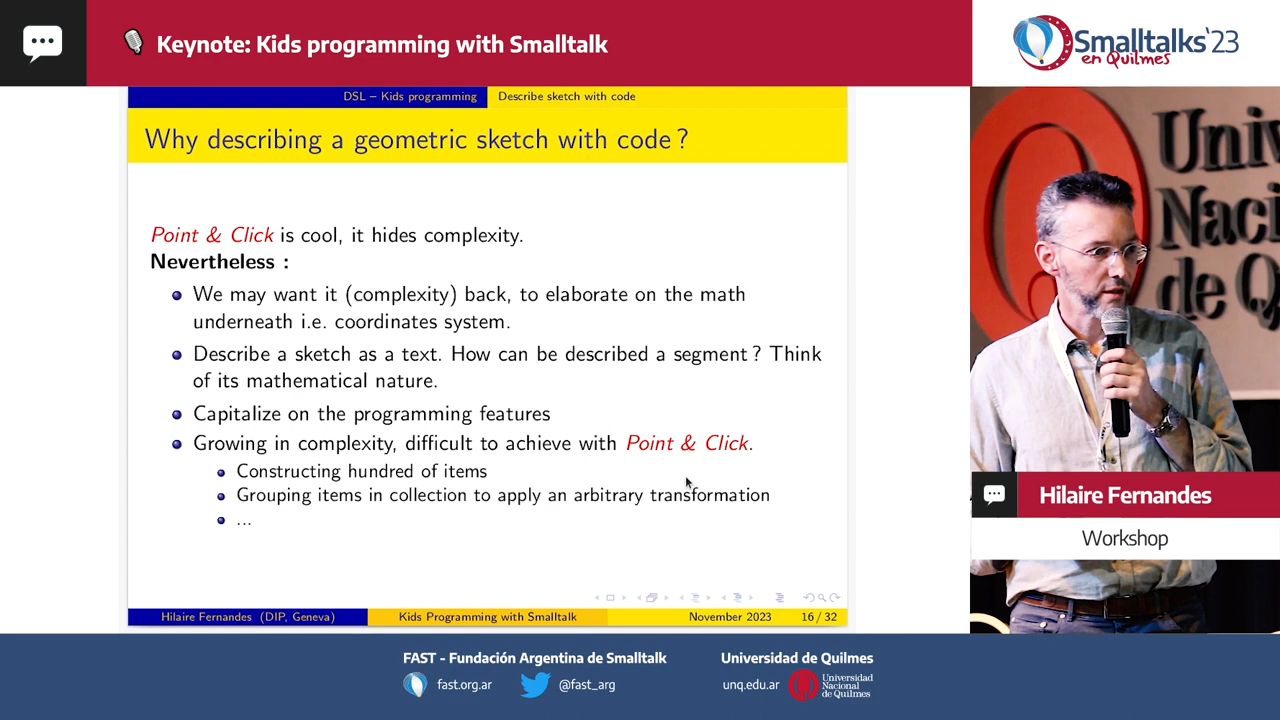 Keynote: Kids programming with Smalltalk
Smalltalks'23
en Quilmes
DSL – Kids programming
Describe sketch with code
Why describing a geometric sketch with code ?
Point & Click is cool, it hides complexity.
Nevertheless :
We may want it (complexity) back, to elaborate on the math
underneath i.e. coordinates system.
Describe a sketch as a text. How can be described a segment ? Think
of its mathematical nature.
Capitalize on the programming features
Growing in complexity, difficult to achieve with Point & Click.
Constructing hundred of items
Grouping items in collection to apply an arbitrary transformation
...
Hilaire Fernandes (DIP, Geneva)
Kids Programming with Smalltalk
November 2023
16 / 32
Univ
Naci
de Q
Hilaire Fernandes
Workshop
FAST - Fundación Argentina de Smalltalk
fast.org.ar
@fast_arg
Universidad de Quilmes
unq.edu.ar
Universidad
Nacional
de Quilmes